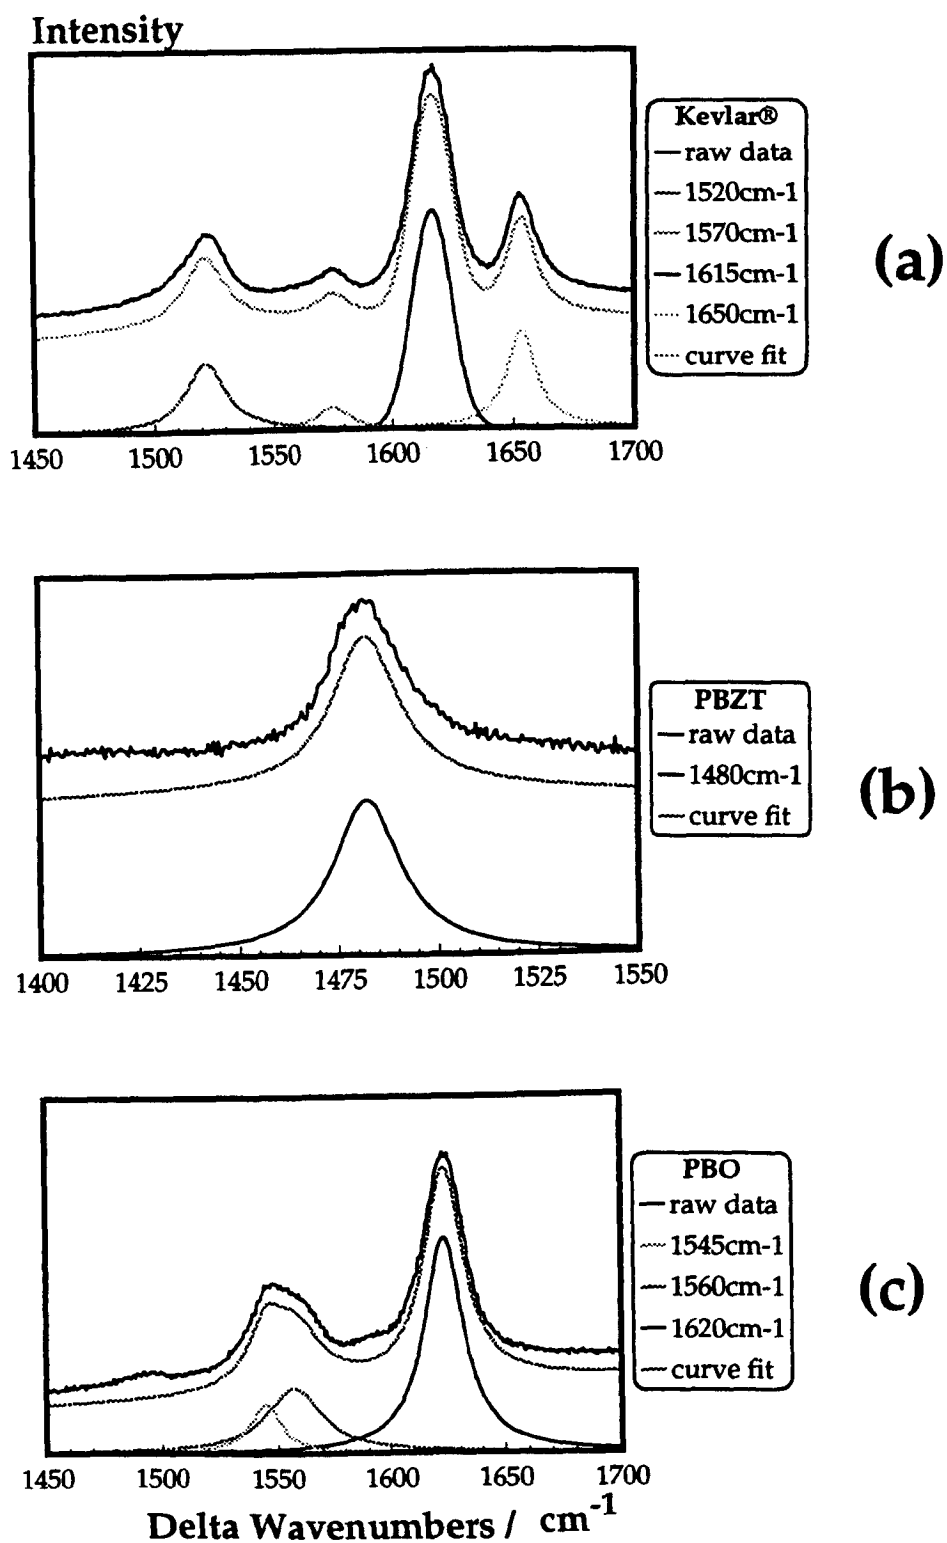 Intensity
Kevlar®
raw data
1520cm-1
1570cm-1
1615cm-1
1650cm-1
curve fit
(a)
1450 1500 1550 1600 1650 1700
PBZT
raw data
1480cm-1
curve fit
(b)
1400 1425 1450 1475 1500 1525 1550
PBO
raw data
1545cm-1
1560cm-1
1620cm-1
curve fit
(c)
1450 1500 1550 1600 1650 1700
Delta Wavenumbers / cm-1